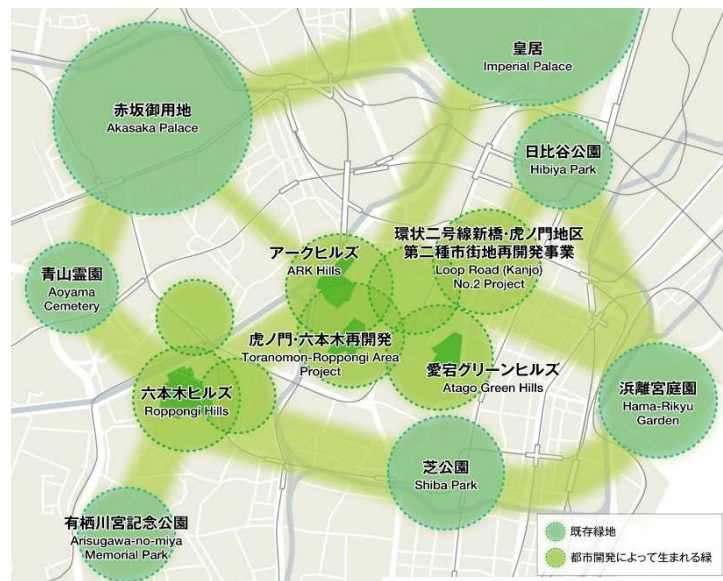 皇居
Imperial Palace
赤坂御用地
Akasaka Palace
日比谷公園
Hibiya Park
環状二号線新橋・虎ノ門地区
第二種市街地再開発事業
Loop Road (Kanjo)
No.2 Project
アークヒルズ
ARK Hills
青山霊園
Aoyama
Cemetery
虎ノ門・六本木再開発
Toranomon-Roppongi Area
Project
愛宕グリーンヒルズ
Atago Green Hills
六本木ヒルズ
Roppongi Hills
浜離宮庭園
Hama-Rikyu
Garden
芝公園
Shiba Park
有栖川宮記念公園
Arisugawa-no-miya
Memorial Park
既存緑地
都市開発によって生まれる緑